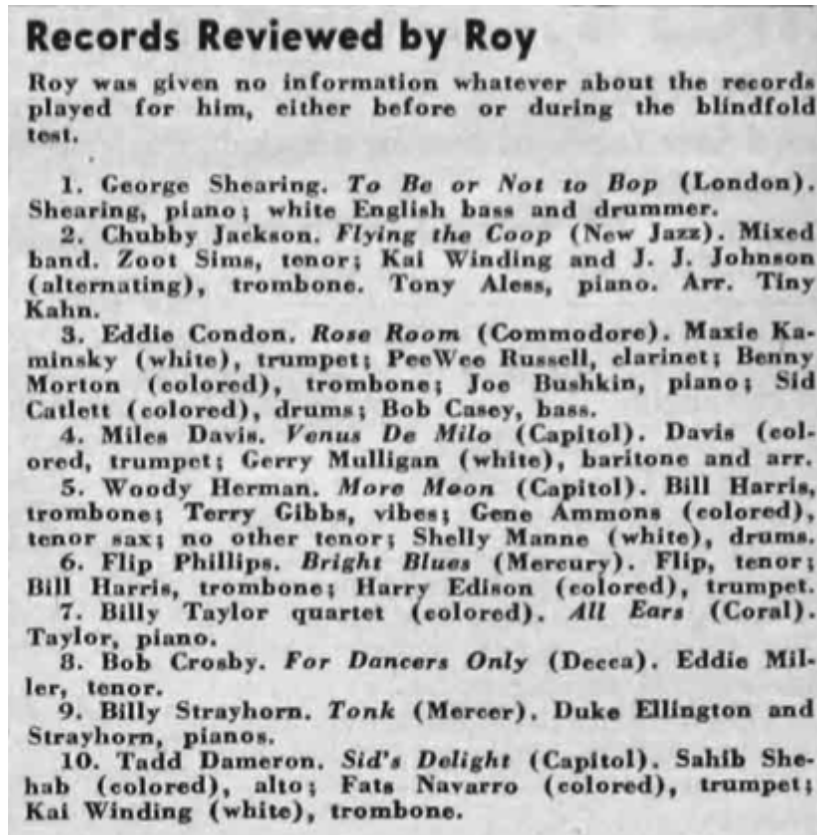 Records Reviewed by Roy
Roy was given no information whatever about the records
played for him, either before or during the blindfold
test.
1. George Shearing. To Be or Not to Bop (London).
Shearing, piano; white English bass and drummer.
2. Chubby Jackson. Flying the Coop (New Jazz). Mixed
band. Zoot Sims, tenor; Kai Winding and J. J. Johnson
(alternating), trombone. Tony Aless, piano. Arr. Tiny
Kahn.
3. Eddie Condon. Rose Room (Commodore). Maxie Ka-
minsky (white), trumpet; PeeWee Russell, clarinet; Benny
Morton (colored), trombone; Joe Bushkin, piano; Sid
Catlett (colored), drums; Bob Casey, bass.
4. Miles Davis. Venus De Milo (Capitol). Davis (col-
ored, trumpet; Gerry Mulligan (white), baritone and arr.
5. Woody Herman. More Moon (Capitol). Bill Harris,
trombone; Terry Gibbs, vibes; Gene Ammons (colored),
tenor sax; no other tenor; Shelly Manne (white), drums.
6. Flip Phillips. Bright Blues (Mercury). Flip, tenor;
Bill Harris, trombone; Harry Edison (colored), trumpet.
7. Billy Taylor quartet (colored). All Ears (Coral).
Taylor, piano.
8. Bob Crosby. For Dancers Only (Decca). Eddie Mil-
ler, tenor.
9. Billy Strayhorn. Tonk (Mercer). Duke Ellington and
Strayhorn, pianos.
10. Tadd Dameron. Sid's Delight (Capitol). Sahib She-
hab (colored), alto; Fats Navarro (colored), trumpet;
Kai Winding (white), trombone.